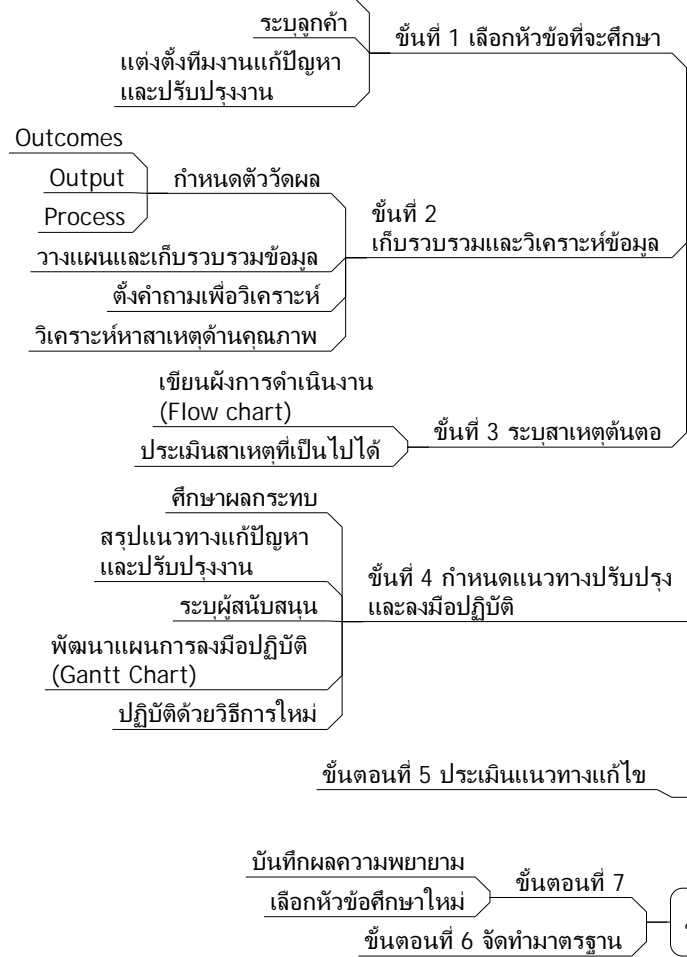 ระบุลูกค้า
แต่งตั้งทีมงานแก้ปัญหา
และปรับปรุงงาน
ขั้นที่ 1 เลือกหัวข้อที่จะศึกษา
Outcomes
Output
Process
กำหนดตัววัดผล
วางแผนและเก็บรวบรวมข้อมูล
ตั้งคำถามเพื่อวิเคราะห์
วิเคราะห์หาสาเหตุด้านคุณภาพ
ขั้นที่ 2
เก็บรวบรวมและวิเคราะห์ข้อมูล
เขียนผังการดำเนินงาน
(Flow chart)
ประเมินสาเหตุที่เป็นไปได้
ขั้นที่ 3 ระบุสาเหตุต้นตอ
ศึกษาผลกระทบ
สรุปแนวทางแก้ปัญหา
และปรับปรุงงาน
ระบุผู้สนับสนุน
พัฒนาแผนการลงมือปฏิบัติ
(Gantt Chart)
ปฏิบัติด้วยวิธีการใหม่
ขั้นที่ 4 กำหนดแนวทางปรับปรุง
และลงมือปฏิบัติ
ขั้นตอนที่ 5 ประเมินแนวทางแก้ไข
บันทึกผลความพยายาม
เลือกหัวข้อศึกษาใหม่
ขั้นตอนที่ 7
ขั้นตอนที่ 6 จัดทำมาตรฐาน